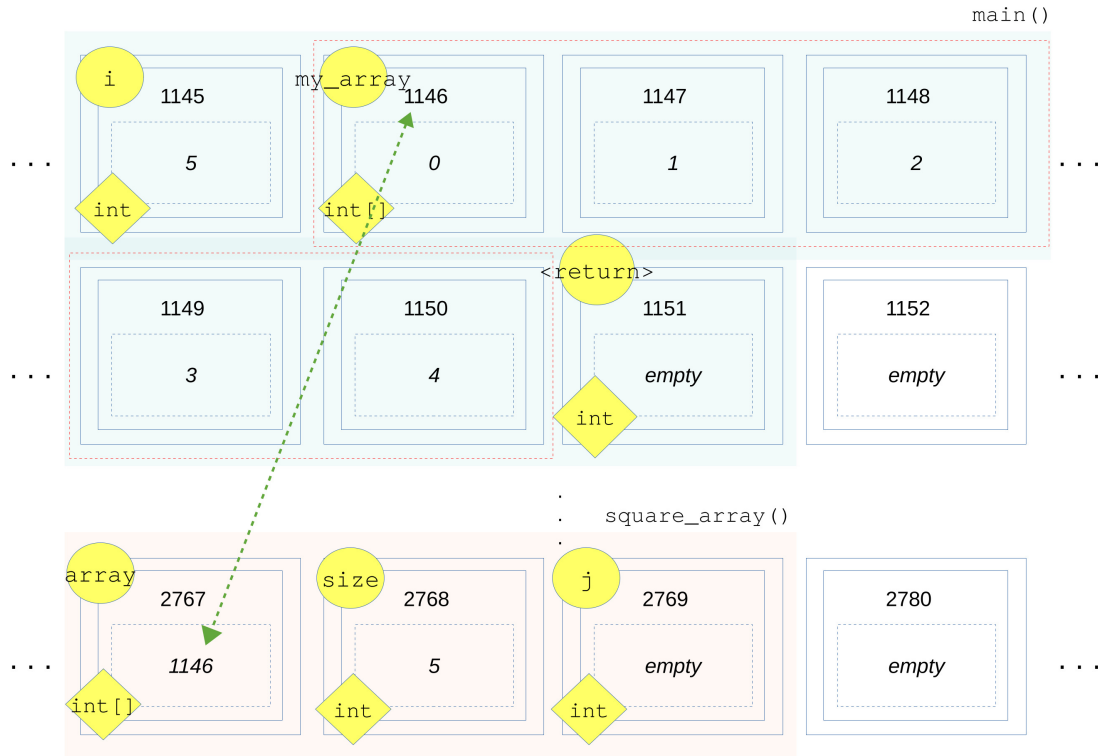 main()
i my_array
1145 1146 1147 1148
... 5 0 1 2 ...
int int[]
<return>
1149 1150 1151 1152
... 3 4 empty empty ...
int
.
. square_array()
.
array size j
2767 2768 2769 2780
... 1146 5 empty empty ...
int[] int int